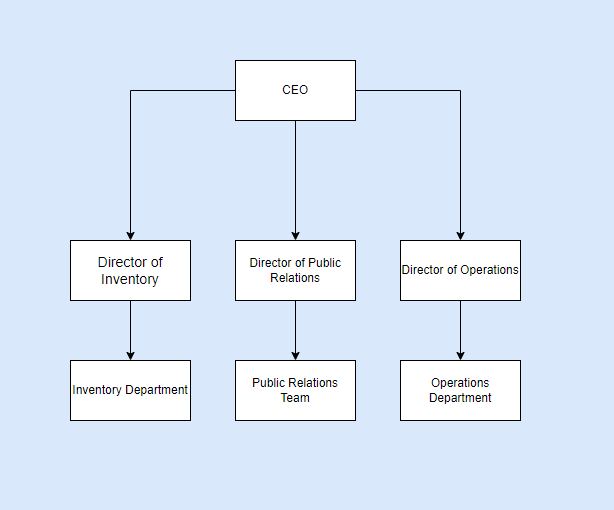 CEO
Director of
Inventory
Director of Public
Relations
Director of Operations
Inventory Department
Public Relations
Team
Operations
Department